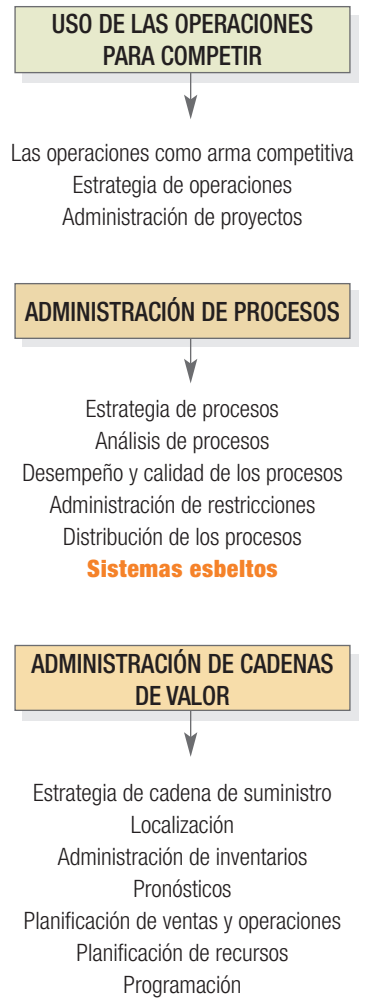 USO DE LAS OPERACIONES
PARA COMPETIR
Las operaciones como arma competitiva
Estrategia de operaciones
Administración de proyectos
ADMINISTRACIÓN DE PROCESOS
Estrategia de procesos
Análisis de procesos
Desempeño y calidad de los procesos
Administración de restricciones
Distribución de los procesos
Sistemas esbeltos
ADMINISTRACIÓN DE CADENAS
DE VALOR
Estrategia de cadena de suministro
Localización
Administración de inventarios
Pronósticos
Planificación de ventas y operaciones
Planificación de recursos
Programación